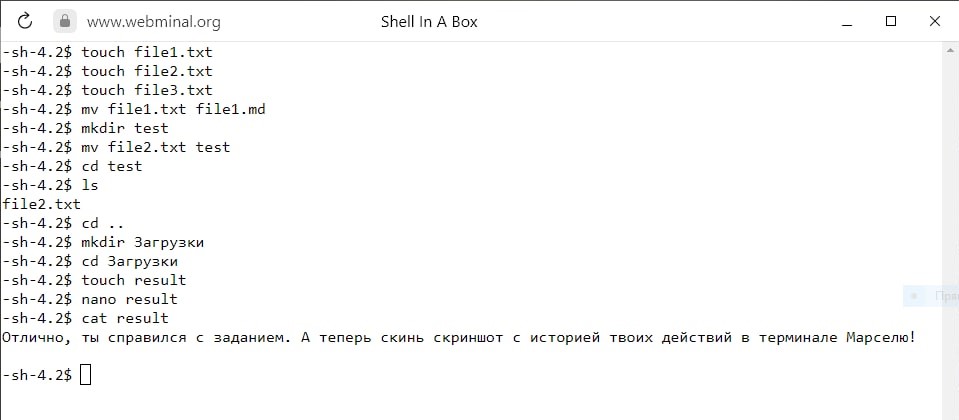 www.webminal.org
Shell In A Box
-sh-4.2$ touch file1.txt
-sh-4.2$ touch file2.txt
-sh-4.2$ touch file3.txt
-sh-4.2$ mv file1.txt file1.md
-sh-4.2$ mkdir test
-sh-4.2$ mv file2.txt test
-sh-4.2$ cd test
-sh-4.2$ ls
file2.txt
-sh-4.2$ cd ..
-sh-4.2$ mkdir Загрузки
-sh-4.2$ cd Загрузки
-sh-4.2$ touch result
-sh-4.2$ nano result
-sh-4.2$ cat result
Отлично, ты справился с заданием. А теперь скинь скриншот с историей твоих действий в терминале Марселю!
-sh-4.2$